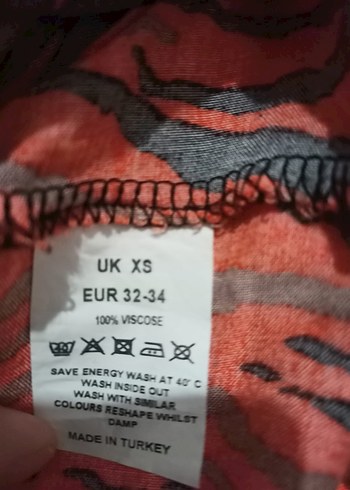 UK XS
EUR 32-34
100% VISCOSE
SAVE ENERGY WASH AT 40° C
WASH INSIDE OUT
WASH WITH SIMILAR
COLOURS RESHAPE WHILST
DAMP
MADE IN TURKEY